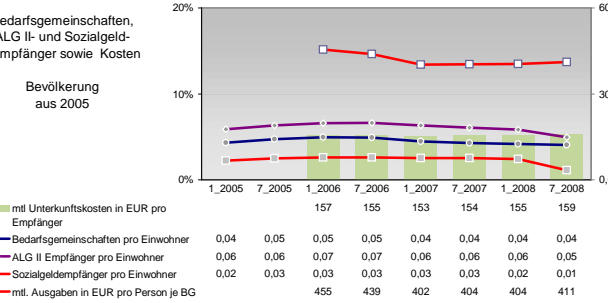 edarfsgemeinschaften,
ALG II- und Sozialgeld-
mpfänger sowie Kosten
Bevölkerung
aus 2005
20%
10%
0%
60
30
0,
1_2005 7_2005 1_2006 7_2006 1_2007 7_2007 1_2008 7_2008
mtl Unterkunftskosten in EUR pro
Empfänger
157 155 153 154 155 159
Bedarfsgemeinschaften pro Einwohner 0,04 0,05 0,05 0,05 0,04 0,04 0,04 0,04
ALG II Empfänger pro Einwohner 0,06 0,06 0,07 0,07 0,06 0,06 0,06 0,05
Sozialgeldempfänger pro Einwohner 0,02 0,03 0,03 0,03 0,03 0,03 0,02 0,01
mtl. Ausgaben in EUR pro Person je BG 455 439 402 404 404 411